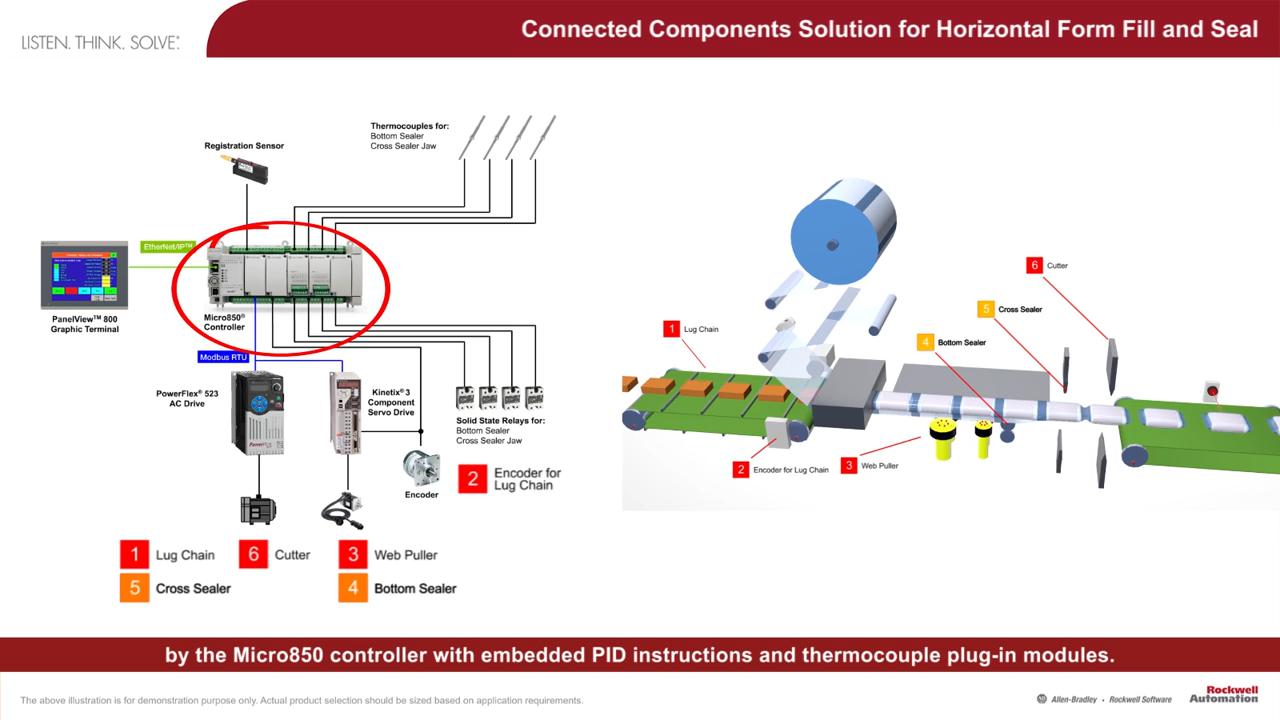 LISTEN. THINK. SOLVE.®
Connected Components Solution for Horizontal Form Fill and Seal
Thermocouples for:
Bottom Sealer
Cross Sealer Jaw
Registration Sensor
EtherNet/IP™
PanelView™ 800
Graphic Terminal
Micro850®
Controller
Modbus RTU
PowerFlex® 523
AC Drive
Kinetix® 3
Component
Servo Drive
Solid State Relays for:
Bottom Sealer
Cross Sealer Jaw
Encoder
2 Encoder for
Lug Chain
1 Lug Chain
6 Cutter
3 Web Puller
5 Cross Sealer
4 Bottom Sealer
6 Cutter
5 Cross Sealer
1 Lug Chain
4 Bottom Sealer
2 Encoder for Lug Chain
3 Web Puller
by the Micro850 controller with embedded PID instructions and thermocouple plug-in modules.
The above illustration is for demonstration purpose only. Actual product selection should be sized based on application requirements.
Allen-Bradley • Rockwell Software
Rockwell
Automation